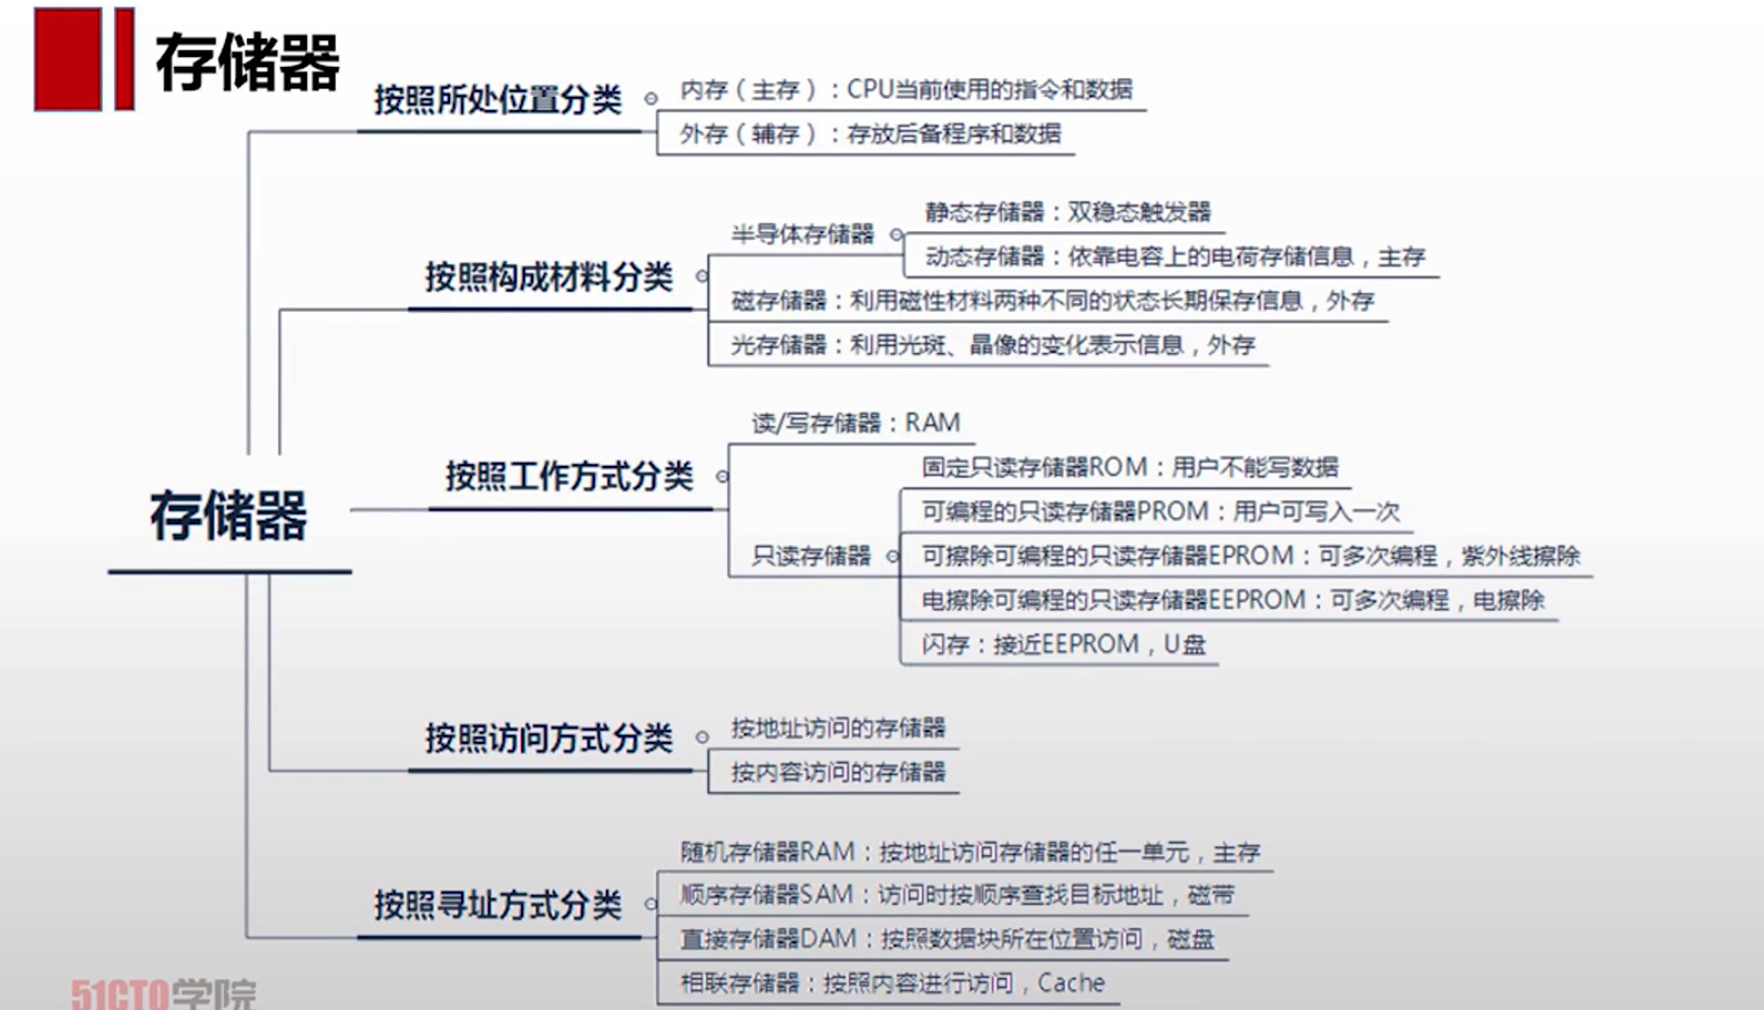 存储器
按照所处位置分类
内存（主存）：CPU当前使用的指令和数据
外存（辅存）：存放后备程序和数据
按照构成材料分类
半导体存储器
静态存储器：双稳态触发器
动态存储器：依靠电容上的电荷存储信息，主存
磁存储器：利用磁性材料两种不同的状态长期保存信息，外存
光存储器：利用光斑、晶像的变化表示信息，外存
存储器
按照工作方式分类
读/写存储器：RAM
只读存储器
固定只读存储器ROM：用户不能写数据
可编程的只读存储器PROM：用户可写入一次
可擦除可编程的只读存储器EPROM：可多次编程，紫外线擦除
电擦除可编程的只读存储器EEPROM：可多次编程，电擦除
闪存：接近EEPROM，U盘
按照访问方式分类
按地址访问的存储器
按内容访问的存储器
按照寻址方式分类
随机存储器RAM：按地址访问存储器的任一单元，主存
顺序存储器SAM：访问时按顺序查找目标地址，磁带
直接存储器DAM：按照数据块所在位置访问，磁盘
相联存储器：按照内容进行访问，Cache
51CTO学院